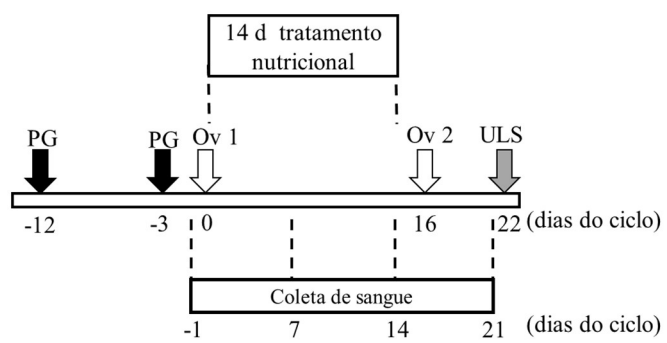 14 d tratamento
nutricional
PG
PG
Ov 1
Ov 2
ULS
-12
-3
0
16
22
(dias do ciclo)
Coleta de sangue
-1
7
14
21
(dias do ciclo)